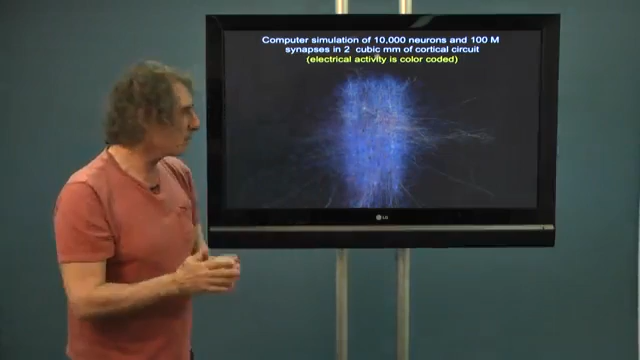 Computer simulation of 10,000 neurons and 100 M
synapses in 2 cubic mm of cortical circuit
(electrical activity is color coded)
LG